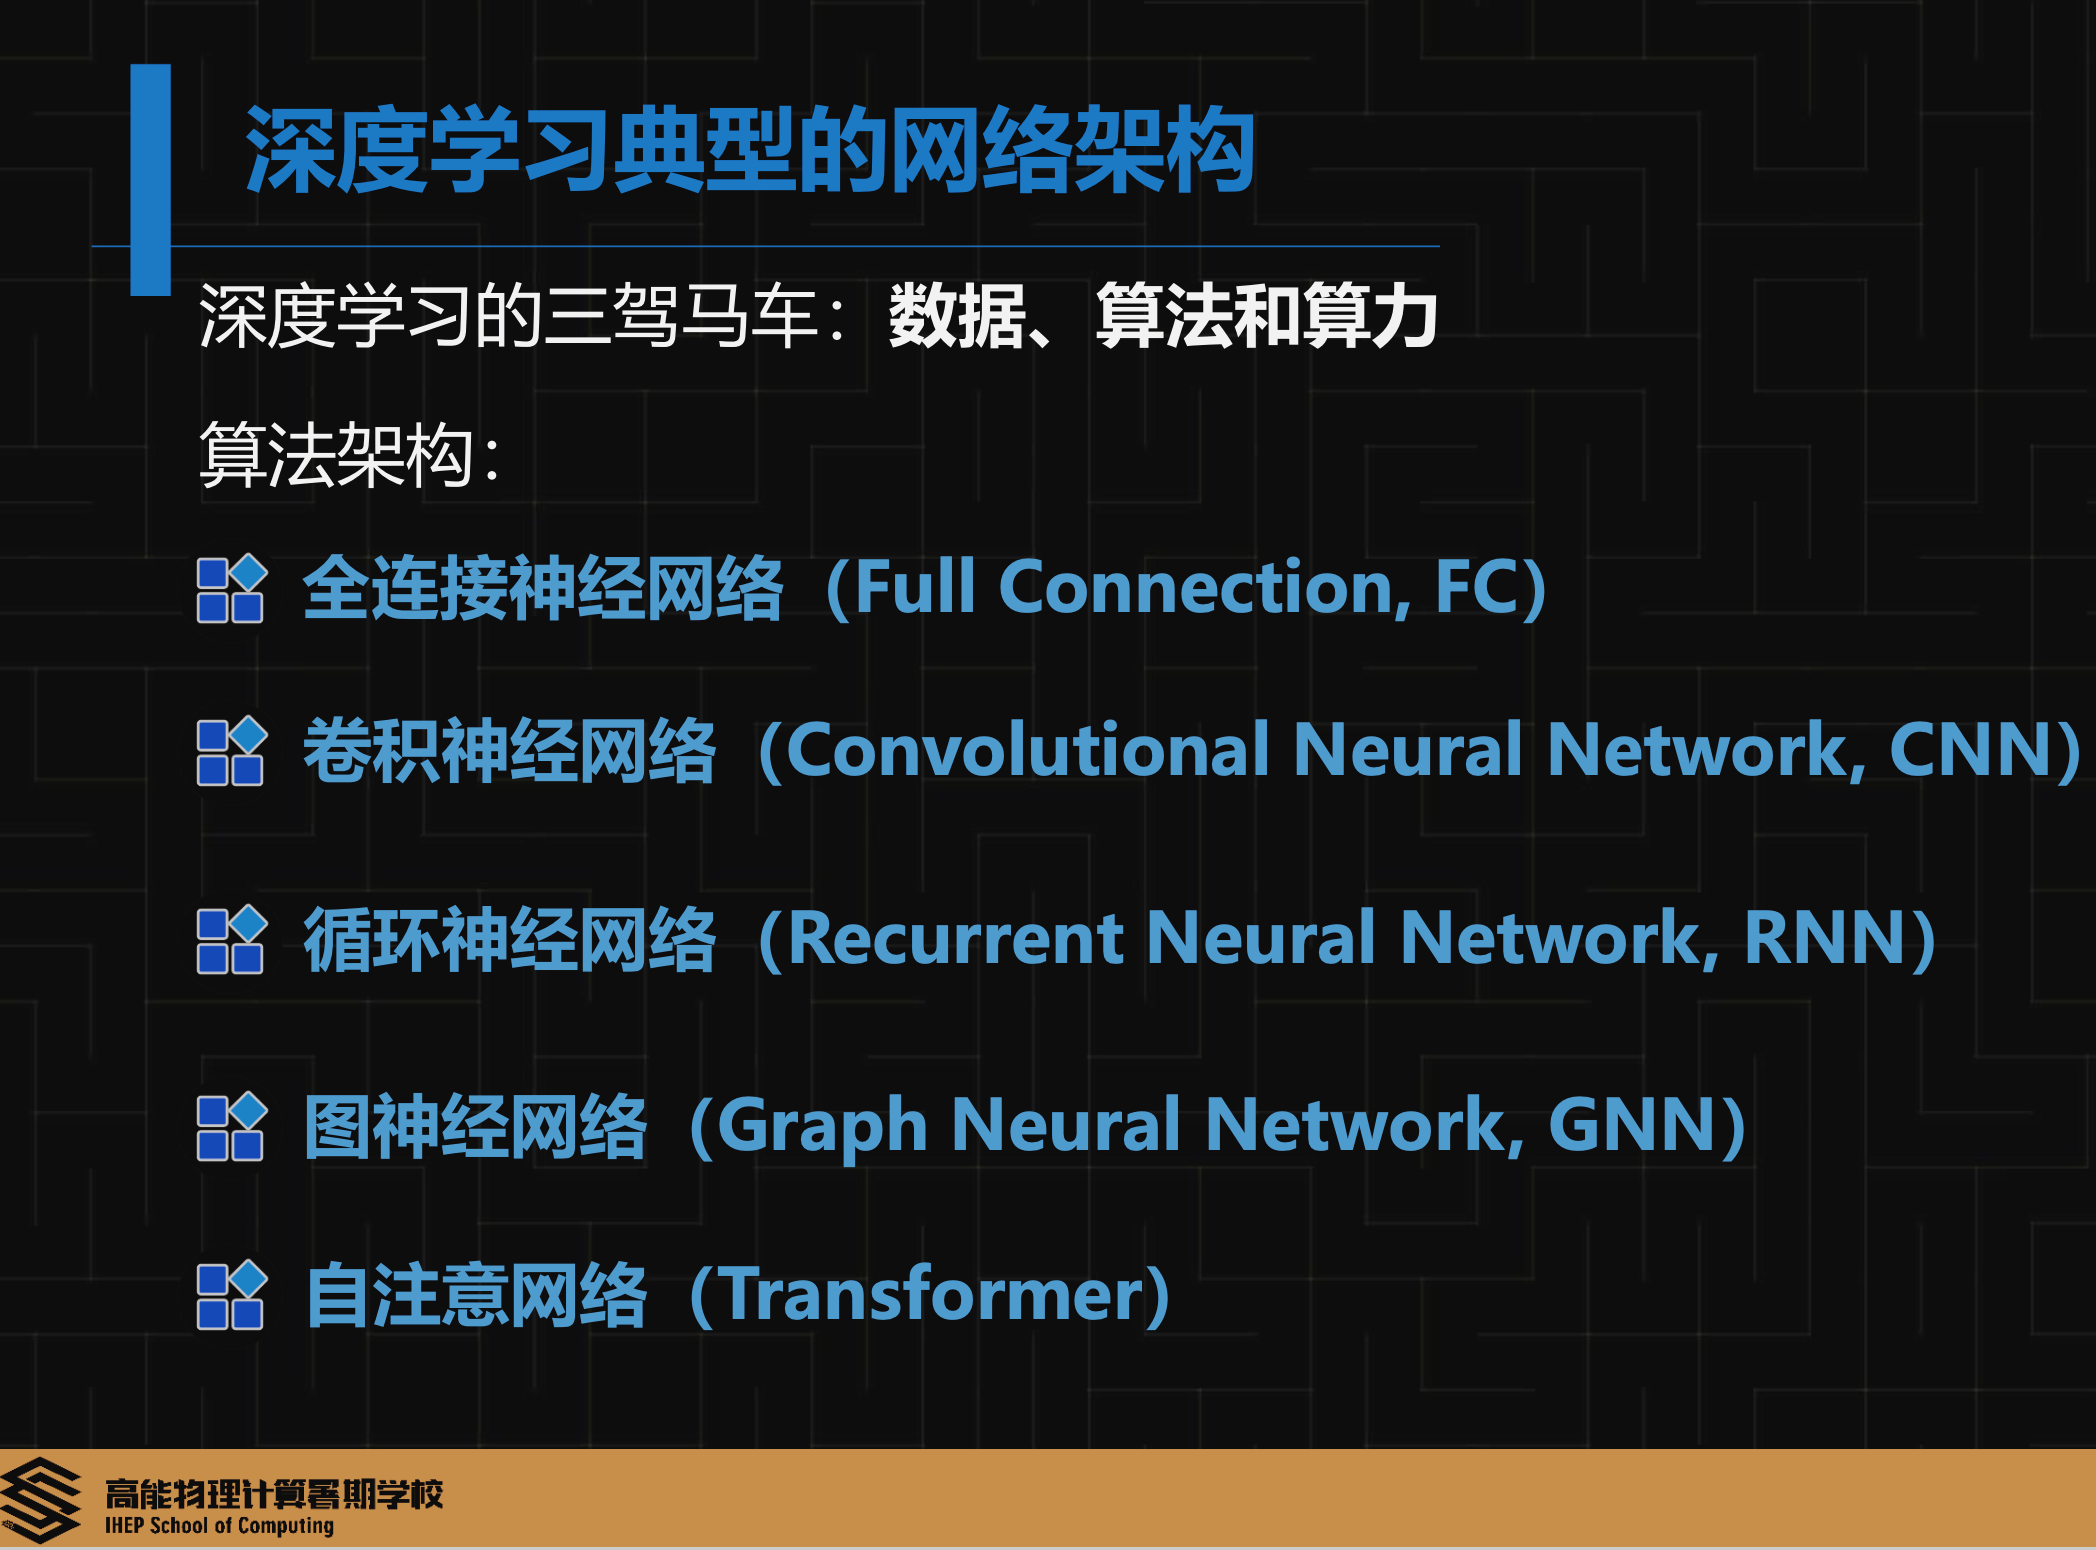 深度学习典型的网络架构
深度学习的三驾马车：数据、算法和算力
算法架构：
全连接神经网络（Full Connection, FC）
卷积神经网络（Convolutional Neural Network, CNN）
循环神经网络（Recurrent Neural Network, RNN）
图神经网络（Graph Neural Network, GNN）
自注意网络（Transformer）
高能物理计算暑期学校
IHEP School of Computing